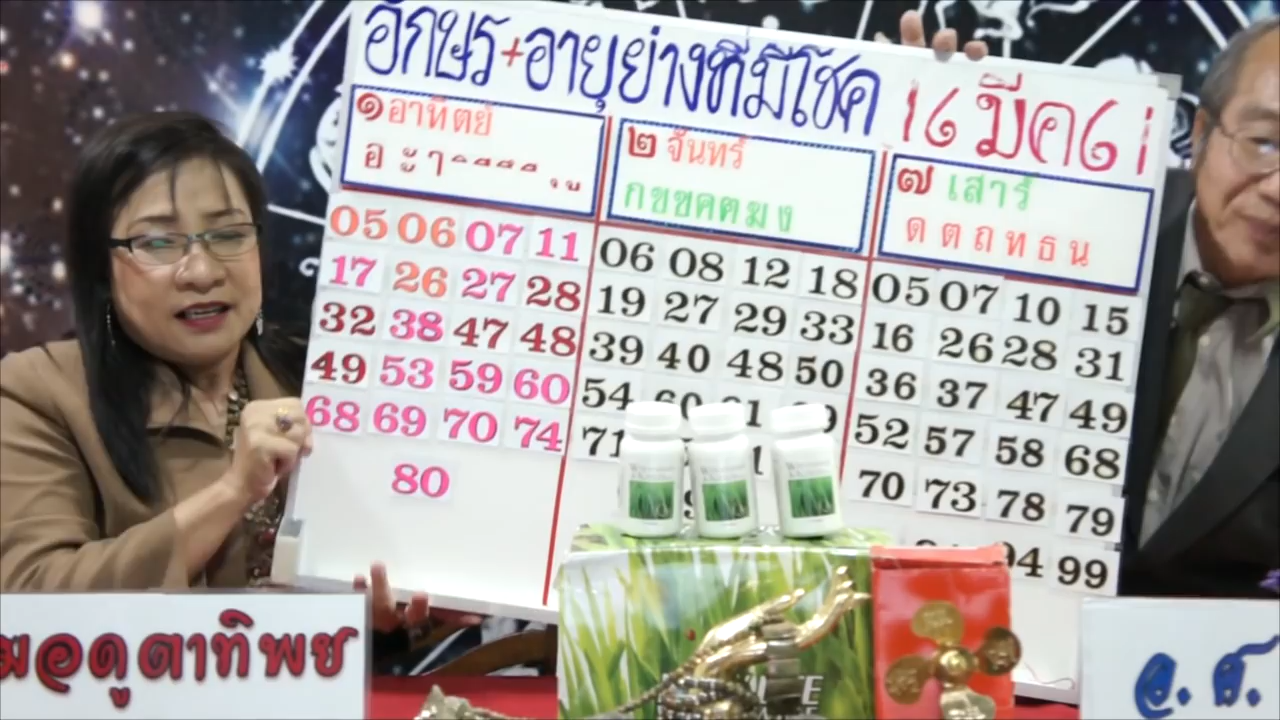 อักษร+อายุย่างที่มีโชค 16 มีค61
๑อาทิตย์
อ ะ ๅ
๒ จันทร์
กขฃคฅฆง
๗ เสาร์
ด ต ถ ท ธ น
05 06 07 11
17 26 27 28
32 38 47 48
49 53 59 60
68 69 70 74
80
06 08 12 18
19 27 29 33
39 40 48 50
54
71
05 07 10 15
16 26 28 31
36 37 47 49
52 57 58 68
70 73 78 79
94 99
หมอดูตาทิพย์
อ. ศ.